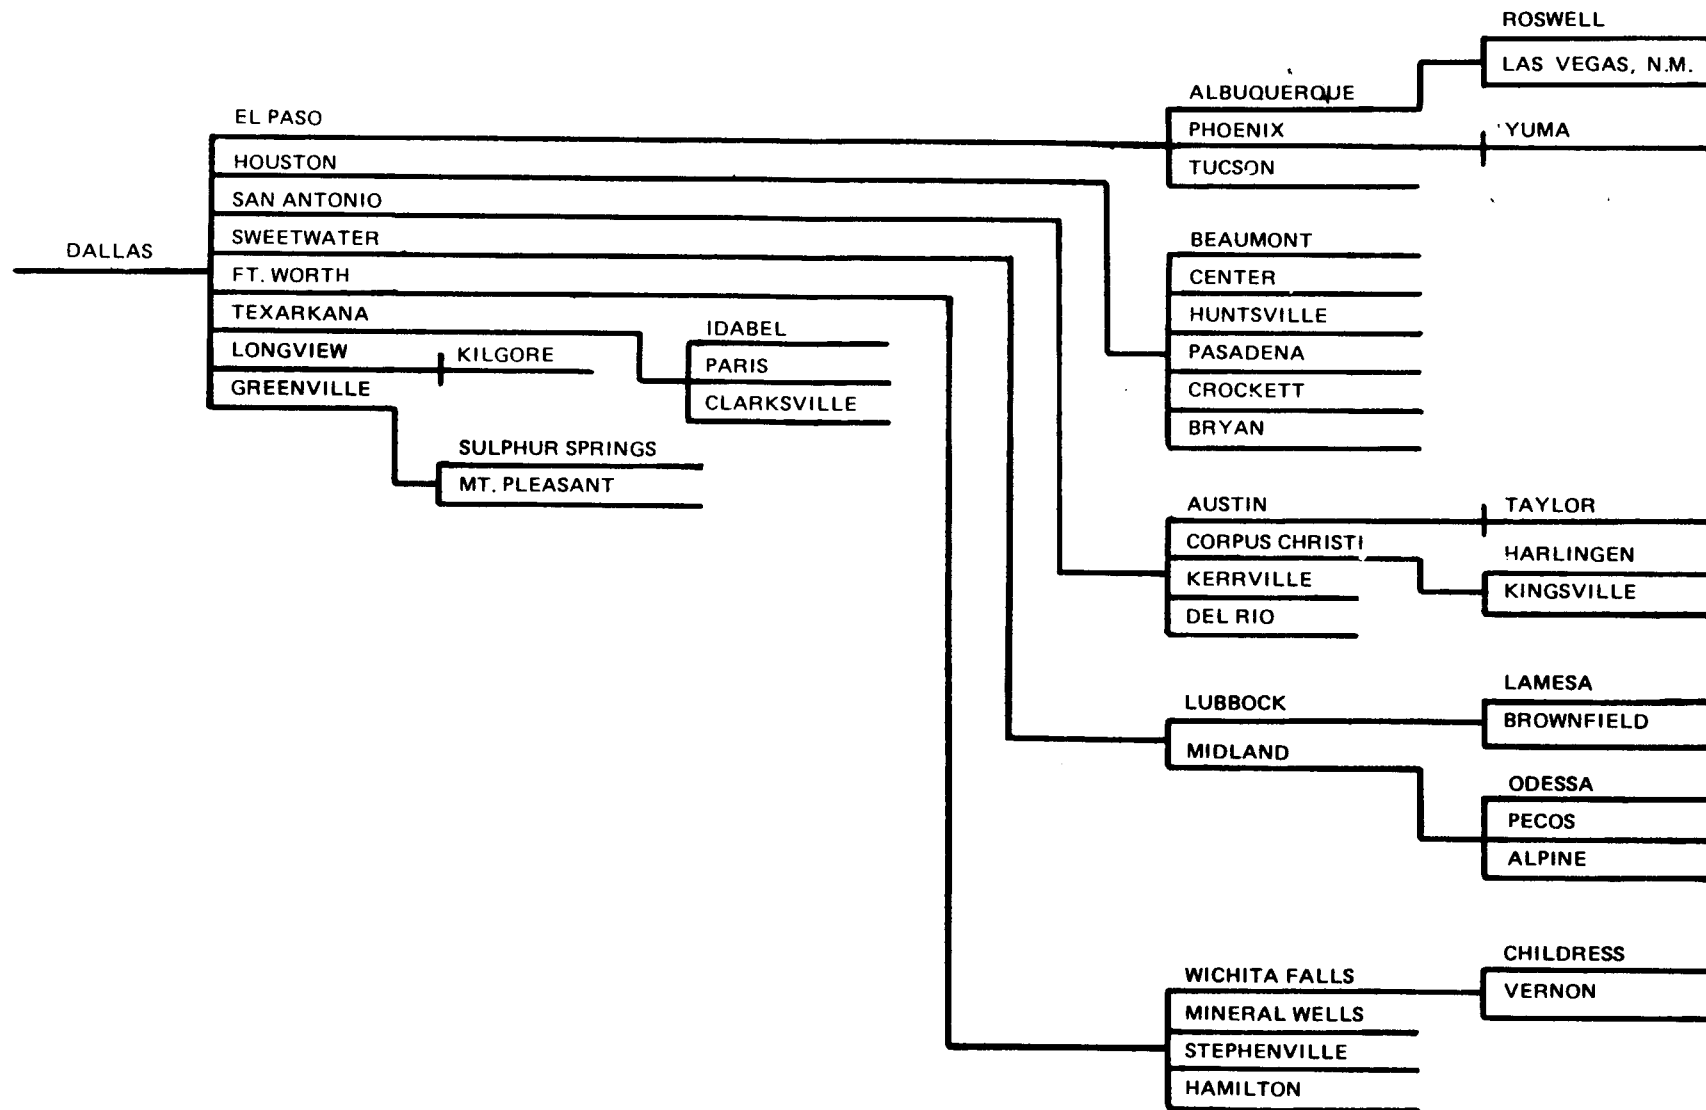 DALLAS
EL PASO
HOUSTON
SAN ANTONIO
SWEETWATER
FT. WORTH
TEXARKANA
LONGVIEW
GREENVILLE
KILGORE
SULPHUR SPRINGS
MT. PLEASANT
IDABEL
PARIS
CLARKSVILLE
ALBUQUERQUE
PHOENIX
TUCSON
BEAUMONT
CENTER
HUNTSVILLE
PASADENA
CROCKETT
BRYAN
AUSTIN
CORPUS CHRISTI
KERRVILLE
DEL RIO
LUBBOCK
MIDLAND
WICHITA FALLS
MINERAL WELLS
STEPHENVILLE
HAMILTON
ROSWELL
LAS VEGAS, N.M.
YUMA
TAYLOR
HARLINGEN
KINGSVILLE
LAMESA
BROWNFIELD
ODESSA
PECOS
ALPINE
CHILDRESS
VERNON